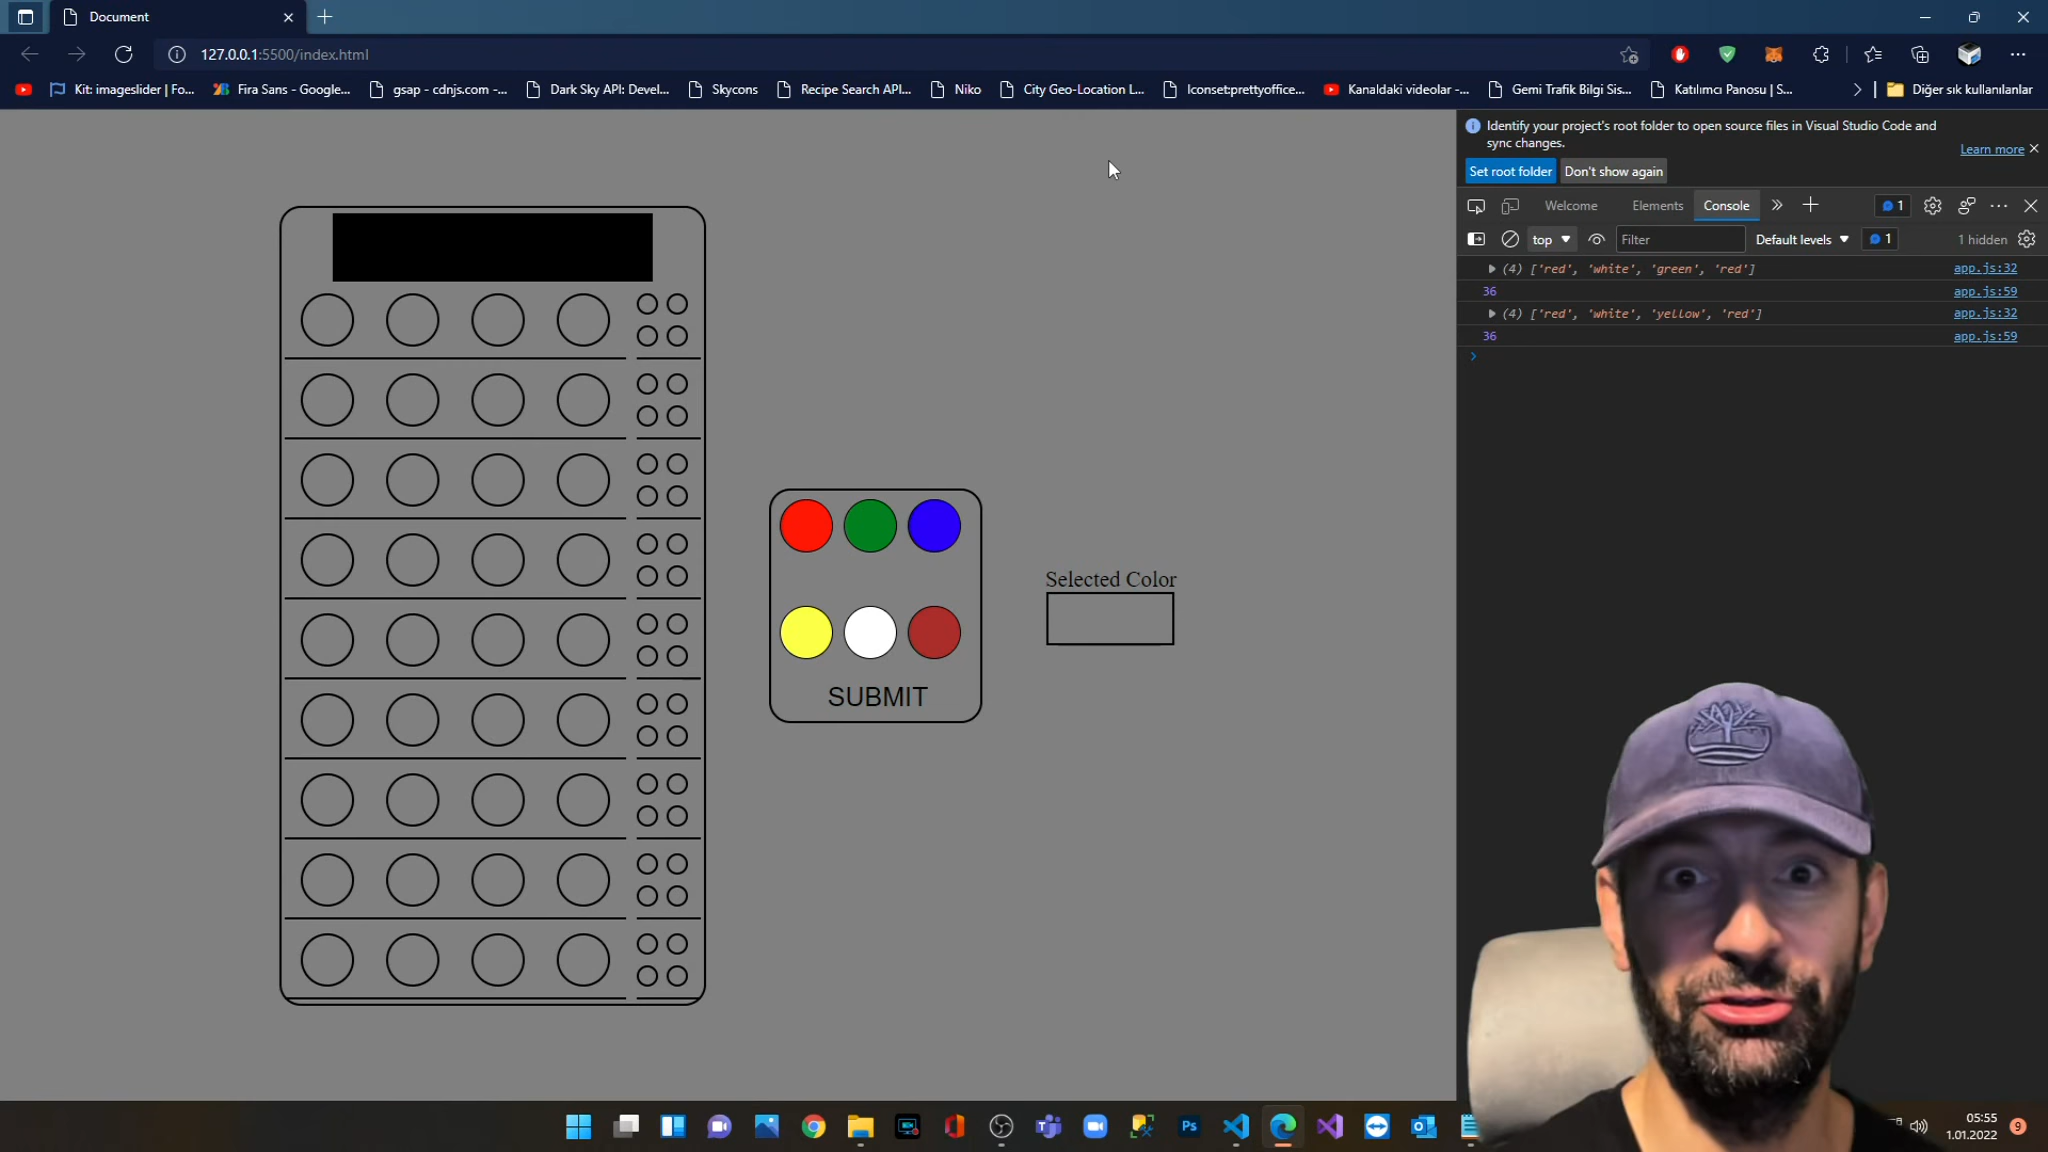 Document
127.0.0.1:5500/index.html
Kit: imageslider | Fo...
Fira Sans - Google...
gsap - cdnjs.com -...
Dark Sky API: Devel...
Skycons
Recipe Search API...
Niko
City Geo-Location L...
Iconset:prettyoffice...
Kanaldaki videolar -...
Gemi Trafik Bilgi Sis...
Katılımcı Panosu | S...
Diğer sık kullanılanlar
Identify your project's root folder to open source files in Visual Studio Code and
sync changes.
Learn more
Set root folder
Don't show again
Welcome
Elements
Console
1
top
Filter
Default levels
1
1 hidden
(4) ['red', 'white', 'green', 'red']
app.js:32
36
app.js:59
(4) ['red', 'white', 'yellow', 'red']
app.js:32
36
app.js:59
Selected Color
SUBMIT
Ps
05:55
1.01.2022
9